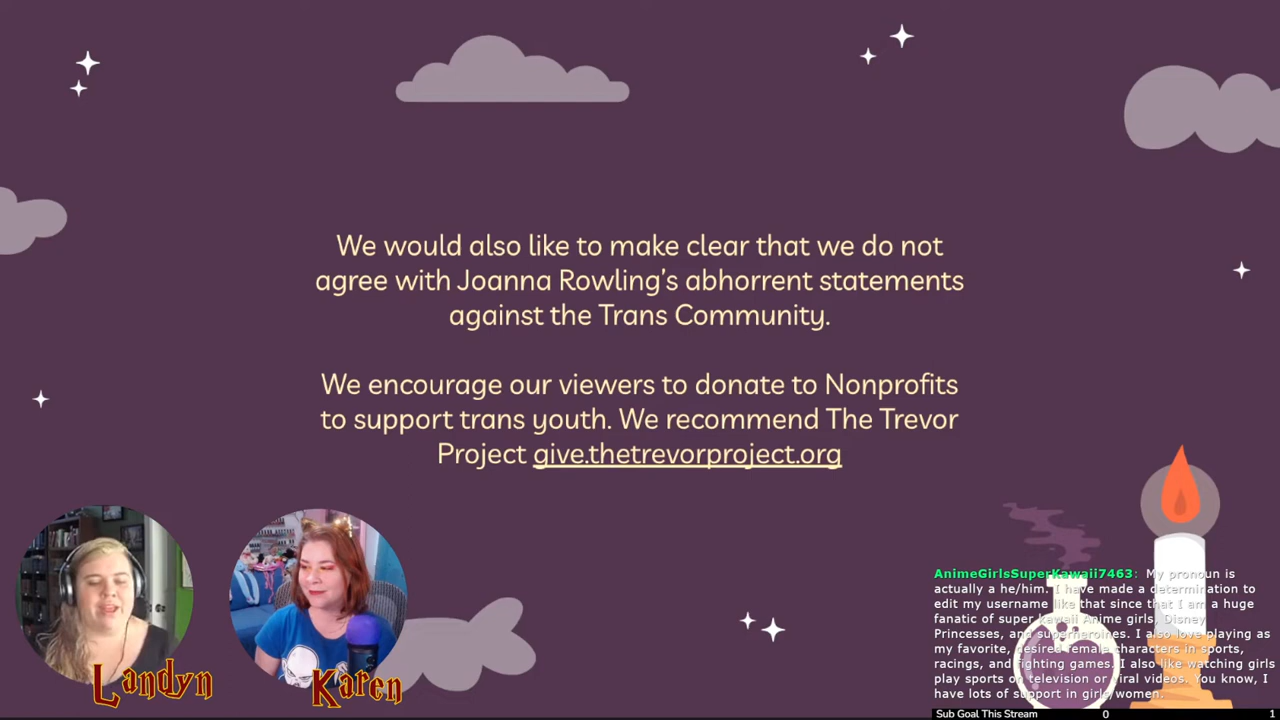 We would also like to make clear that we do not
agree with Joanna Rowling's abhorrent statements
against the Trans Community.
We encourage our viewers to donate to Nonprofits
to support trans youth. We recommend The Trevor
Project give.thetrevorproject.org
Landyn
Karen
AnimeGirlsSuperKawaii7463: My pronoun is
actually a he/him. I have made a determination to
edit my username like that since that I am a huge
fanatic of super kawaii Anime girls, Disney
Princesses, and superheroines. I also love playing as
my favorite, desired female characters in sports,
racings, and fighting games. I also like watching girls
play sports on television or viral videos. You know, I
have lots of support in girls/women.
Sub Goal This Stream 0 1